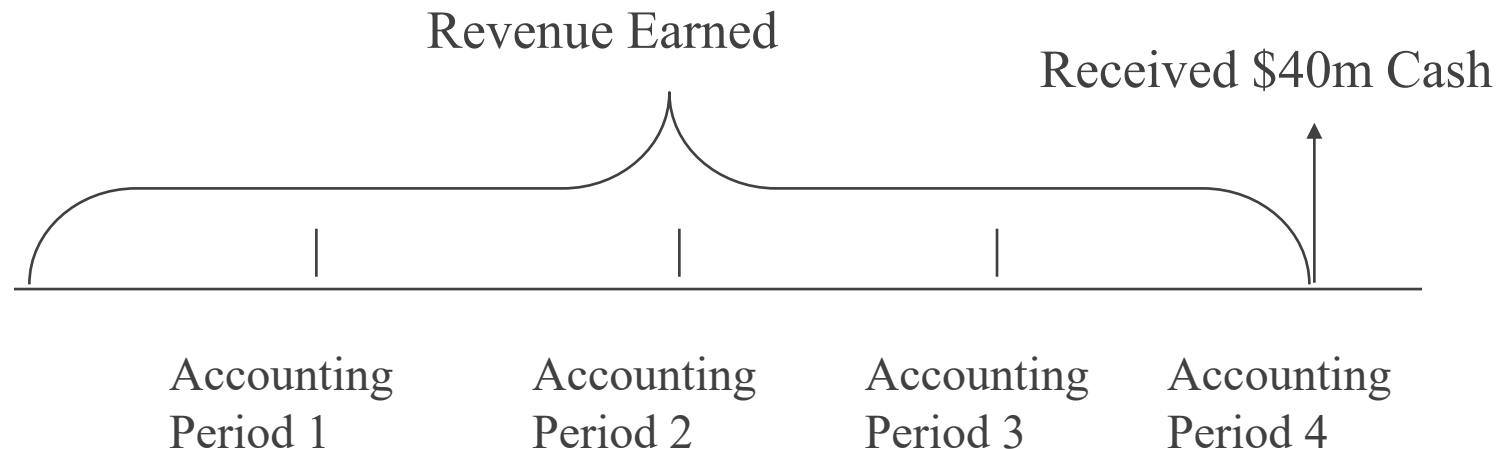 Revenue Earned
Received $40m Cash
Accounting
Period 1
Accounting
Period 2
Accounting
Period 3
Accounting
Period 4